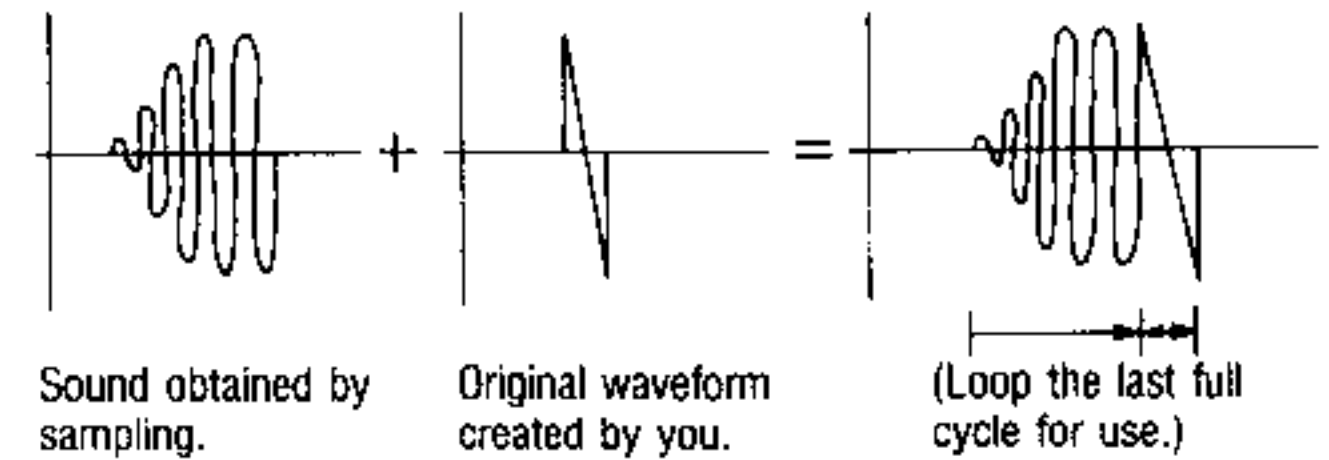 +
=
Sound obtained by
sampling.
Original waveform
created by you.
(Loop the last full
cycle for use.)